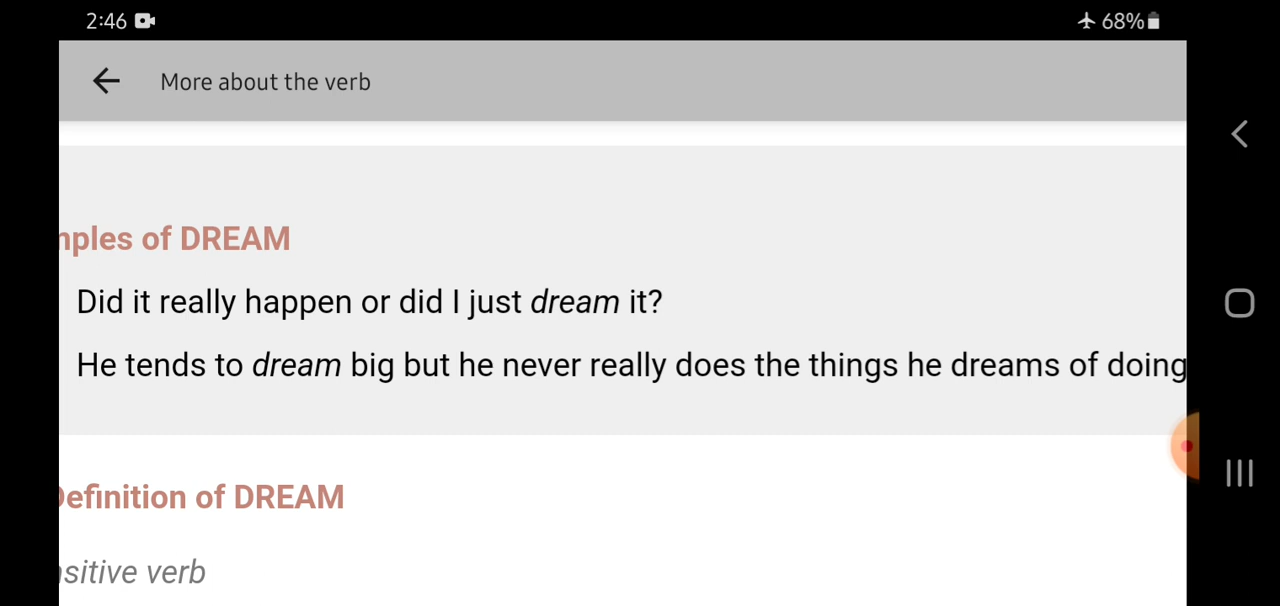 2:46
68%
More about the verb
mples of DREAM
Did it really happen or did I just dream it?
He tends to dream big but he never really does the things he dreams of doing
Definition of DREAM
nsitive verb